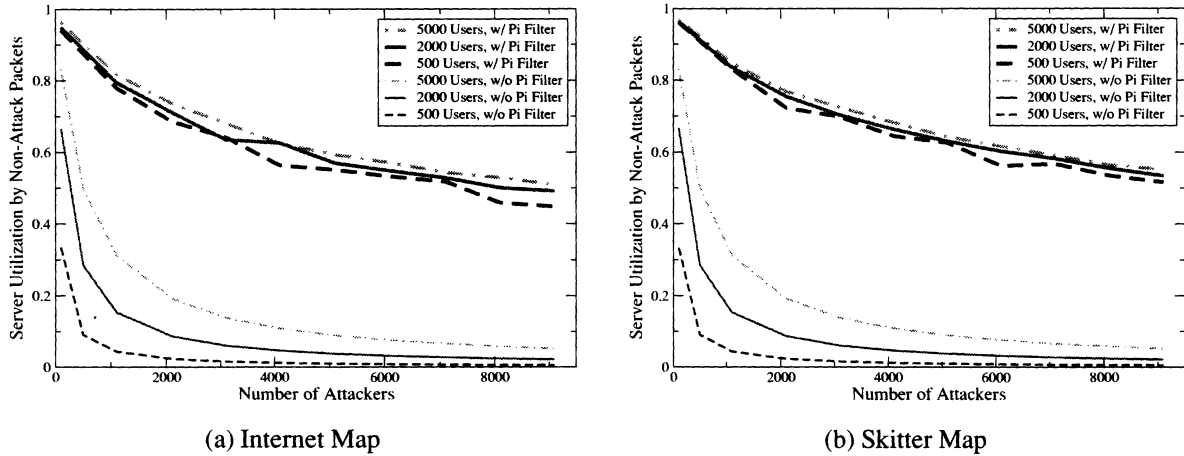 Server Utilization by Non-Attack Packets
1
0.8
0.6
0.4
0.2
0
0
2000
4000
6000
8000
Number of Attackers
5000 Users, w/ Pi Filter
2000 Users, w/ Pi Filter
500 Users, w/ Pi Filter
5000 Users, w/o Pi Filter
2000 Users, w/o Pi Filter
500 Users, w/o Pi Filter
(a) Internet Map
Server Utilization by Non-Attack Packets
1
0.8
0.6
0.4
0.2
0
0
2000
4000
6000
8000
Number of Attackers
5000 Users, w/ Pi Filter
2000 Users, w/ Pi Filter
500 Users, w/ Pi Filter
5000 Users, w/o Pi Filter
2000 Users, w/o Pi Filter
500 Users, w/o Pi Filter
(b) Skitter Map